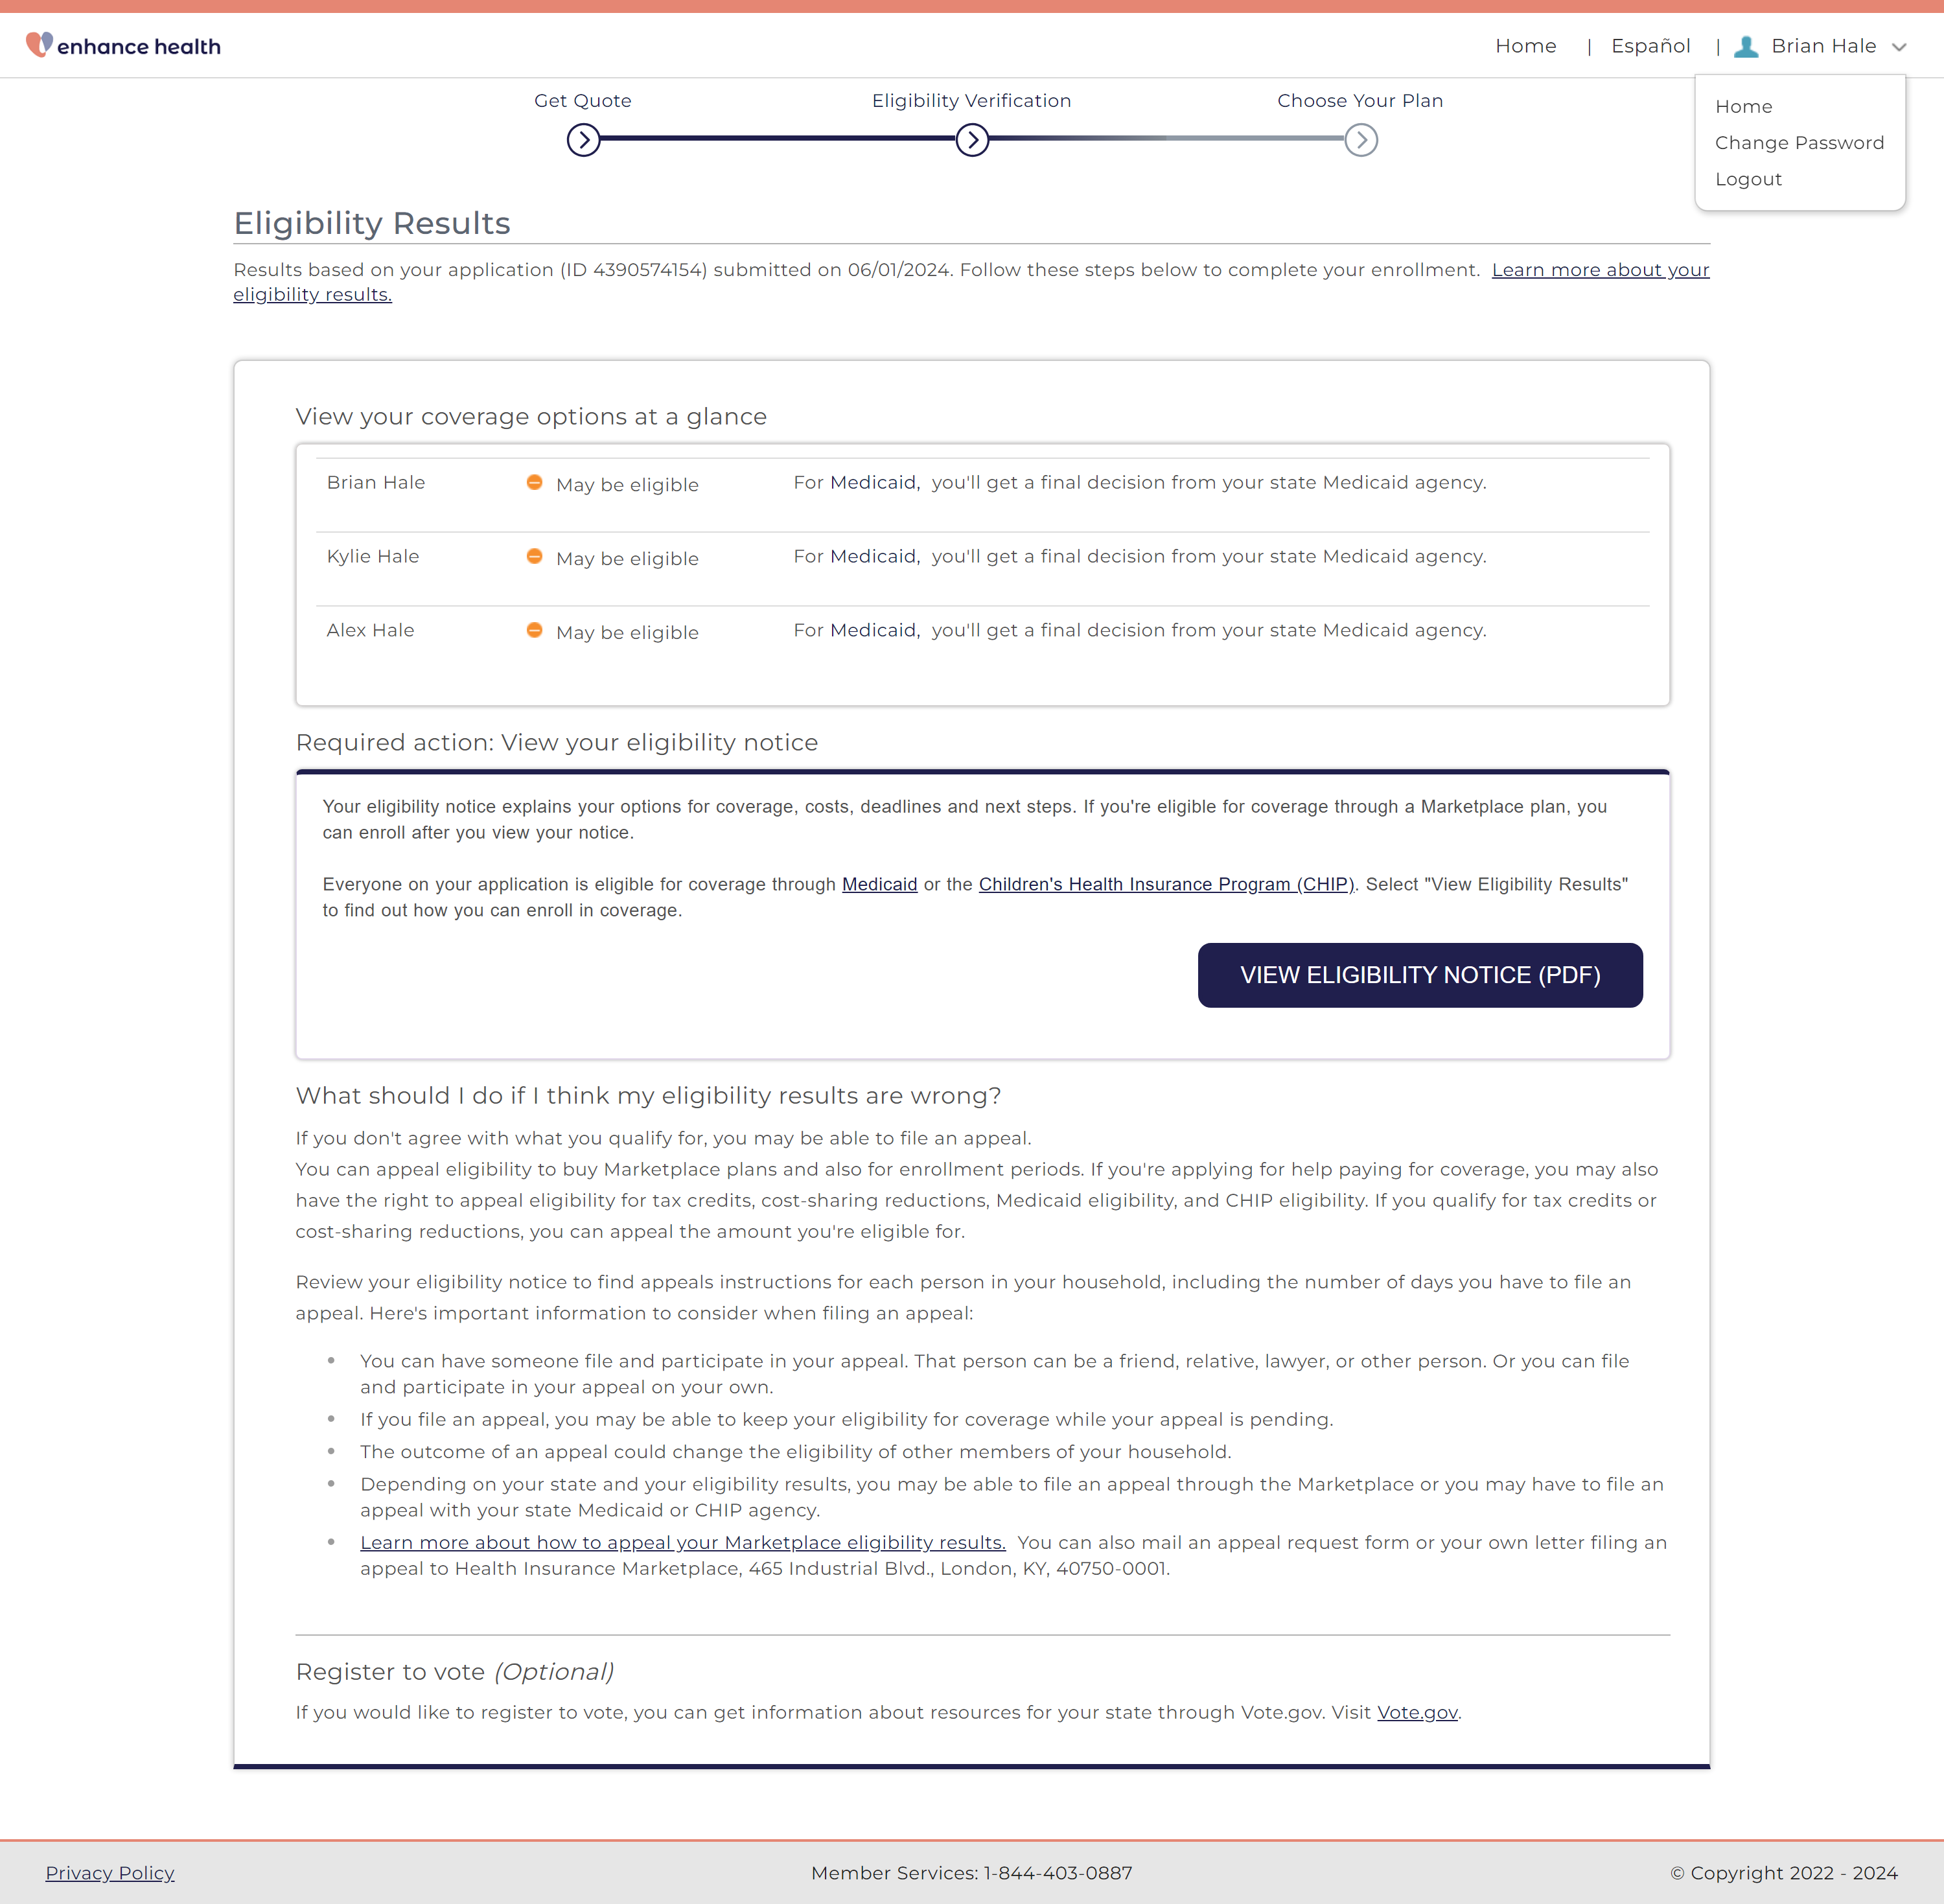 enhance health
Home | Español | Brian Hale
Home
Change Password
Logout
Get Quote
Eligibility Verification
Choose Your Plan
Eligibility Results
Results based on your application (ID 4390574154) submitted on 06/01/2024. Follow these steps below to complete your enrollment. Learn more about your
eligibility results.
View your coverage options at a glance
Brian Hale May be eligible For Medicaid, you'll get a final decision from your state Medicaid agency.
Kylie Hale May be eligible For Medicaid, you'll get a final decision from your state Medicaid agency.
Alex Hale May be eligible For Medicaid, you'll get a final decision from your state Medicaid agency.
Required action: View your eligibility notice
Your eligibility notice explains your options for coverage, costs, deadlines and next steps. If you're eligible for coverage through a Marketplace plan, you
can enroll after you view your notice.
Everyone on your application is eligible for coverage through Medicaid or the Children's Health Insurance Program (CHIP). Select "View Eligibility Results"
to find out how you can enroll in coverage.
VIEW ELIGIBILITY NOTICE (PDF)
What should I do if I think my eligibility results are wrong?
If you don't agree with what you qualify for, you may be able to file an appeal.
You can appeal eligibility to buy Marketplace plans and also for enrollment periods. If you're applying for help paying for coverage, you may also
have the right to appeal eligibility for tax credits, cost-sharing reductions, Medicaid eligibility, and CHIP eligibility. If you qualify for tax credits or
cost-sharing reductions, you can appeal the amount you're eligible for.
Review your eligibility notice to find appeals instructions for each person in your household, including the number of days you have to file an
appeal. Here's important information to consider when filing an appeal:
• You can have someone file and participate in your appeal. That person can be a friend, relative, lawyer, or other person. Or you can file
and participate in your appeal on your own.
• If you file an appeal, you may be able to keep your eligibility for coverage while your appeal is pending.
• The outcome of an appeal could change the eligibility of other members of your household.
• Depending on your state and your eligibility results, you may be able to file an appeal through the Marketplace or you may have to file an
appeal with your state Medicaid or CHIP agency.
• Learn more about how to appeal your Marketplace eligibility results. You can also mail an appeal request form or your own letter filing an
appeal to Health Insurance Marketplace, 465 Industrial Blvd., London, KY, 40750-0001.
Register to vote (Optional)
If you would like to register to vote, you can get information about resources for your state through Vote.gov. Visit Vote.gov.
Privacy Policy
Member Services: 1-844-403-0887
© Copyright 2022 - 2024